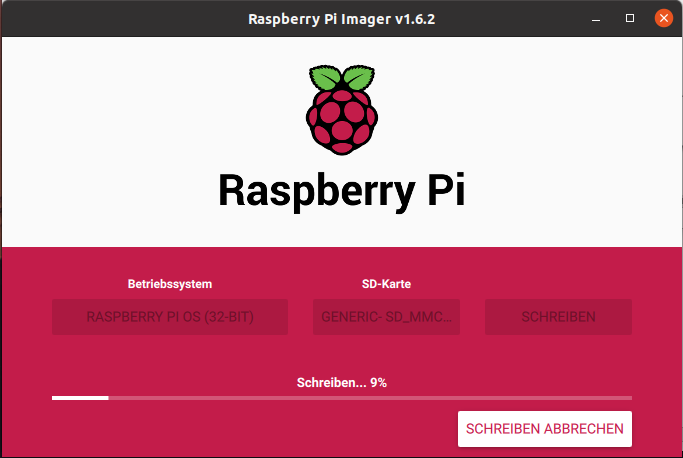 Raspberry Pi Imager v1.6.2
Raspberry Pi
Betriebssystem SD-Karte
RASPBERRY PI OS (32-BIT) GENERIC- SD_MMC... SCHREIBEN
Schreiben... 9%
SCHREIBEN ABBRECHEN